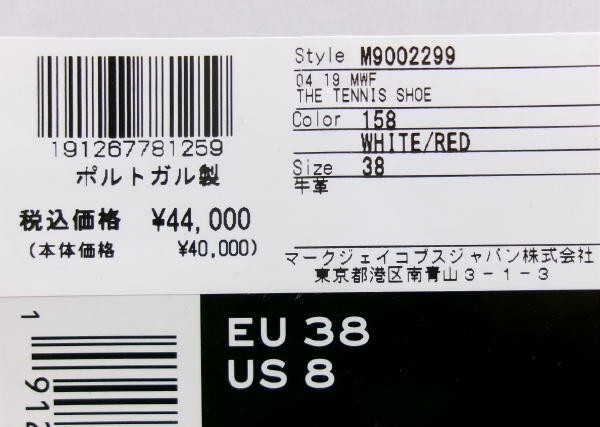 191267781259
ポルトガル製
税込価格 ¥44,000
(本体価格 ¥40,000)
Style M9002299
04 19 MWF
THE TENNIS SHOE
Color 158
WHITE/RED
Size 38
牛革
マークジェイコブスジャパン株式会社
東京都港区南青山3-1-3
EU 38
US 8
1 91